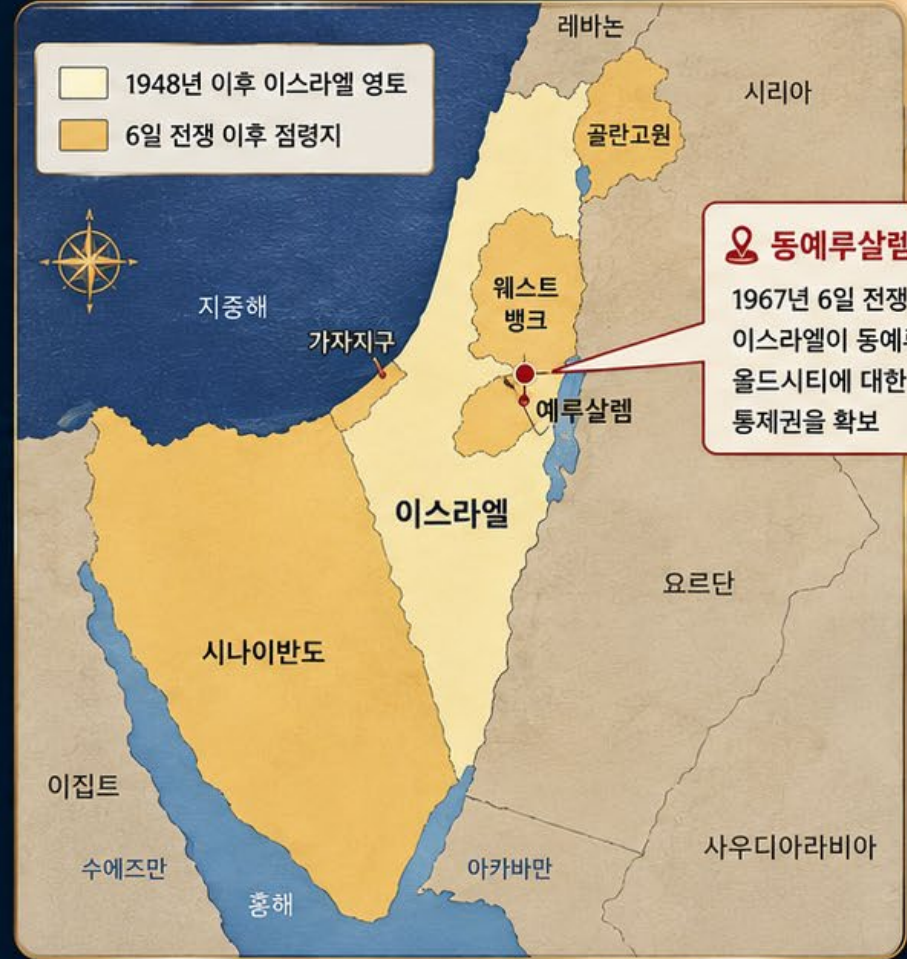 레바논
1948년 이후 이스라엘 영토
6일 전쟁 이후 점령지
시리아
골란고원
동예루살렘
1967년 6일 전쟁
이스라엘이 동예
올드시티에 대한
통제권을 확보
지중해
웨스트
뱅크
가자지구
예루살렘
이스라엘
요르단
시나이반도
이집트
사우디아라비아
수에즈만
아카바만
홍해